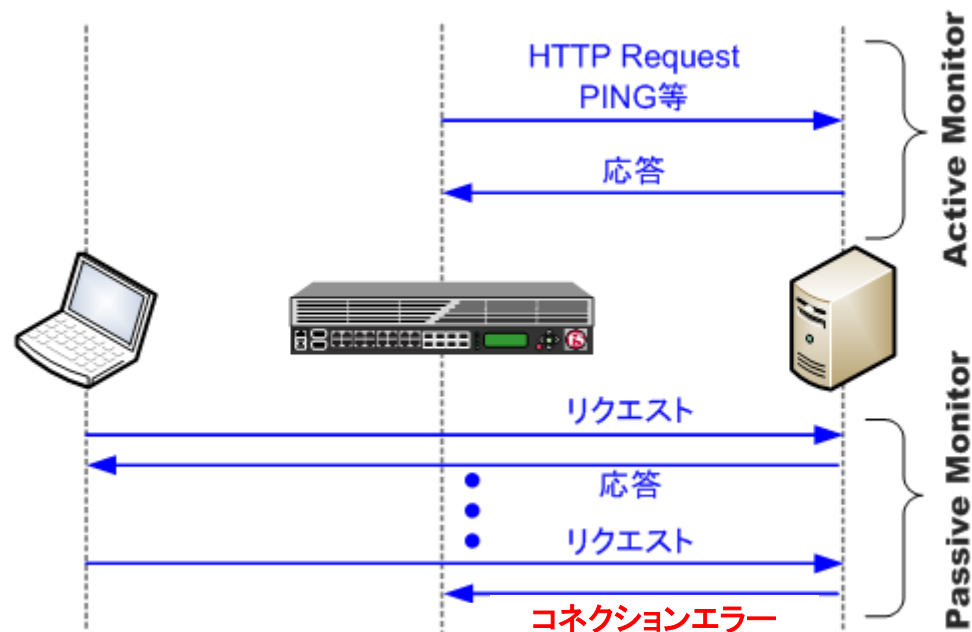 HTTP Request
PING等
応答
Active Monitor
f5
リクエスト
応答
リクエスト
コネクションエラー
Passive Monitor